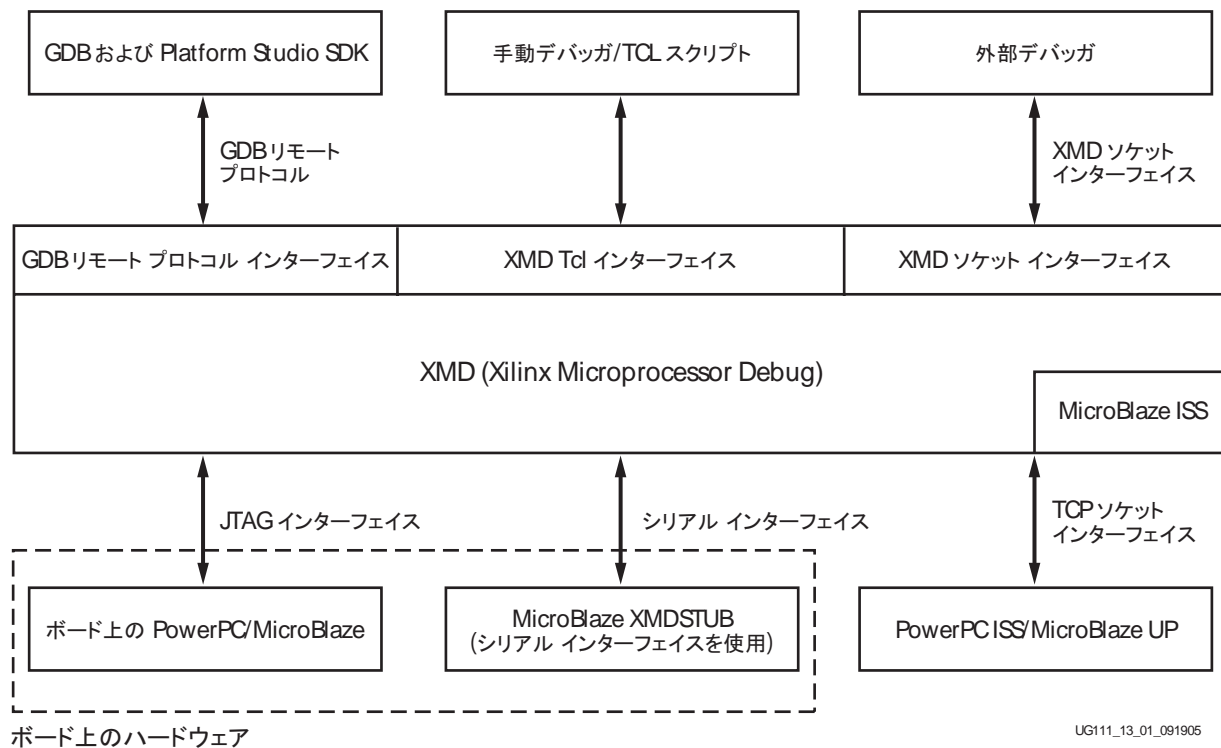 GDB および Platform Studio SDK
手動デバッガ/TCL スクリプト
外部デバッガ
GDB リモート
プロトコル
XMD ソケット
インターフェイス
GDB リモート プロトコル インターフェイス
XMD Tcl インターフェイス
XMD ソケット インターフェイス
XMD (Xilinx Microprocessor Debug)
MicroBlaze ISS
JTAG インターフェイス
シリアル インターフェイス
TCP ソケット
インターフェイス
ボード上の PowerPC/MicroBlaze
MicroBlaze XMDSTUB
(シリアル インターフェイスを使用)
PowerPC ISS/MicroBlaze UP
ボード上のハードウェア
UG111_13_01_091905